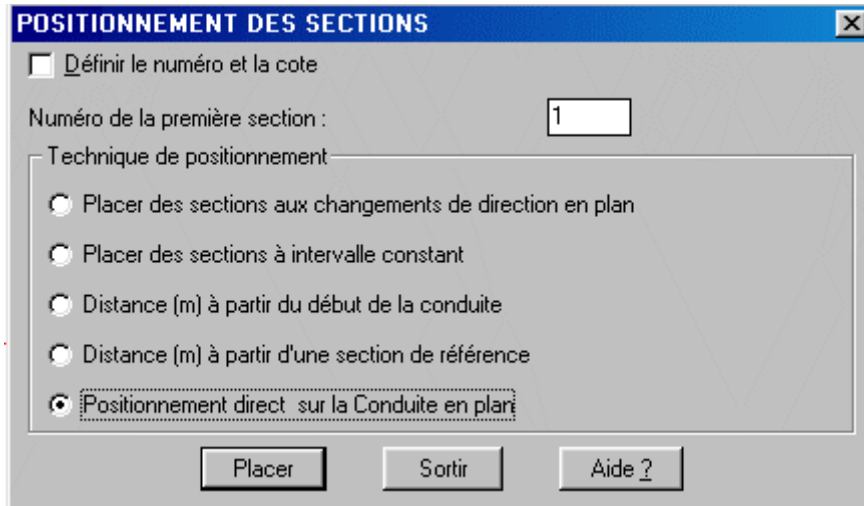 POSITIONNEMENT DES SECTIONS
Définir le numéro et la cote
Numéro de la première section : 1
Technique de positionnement
Placer des sections aux changements de direction en plan
Placer des sections à intervalle constant
Distance (m) à partir du début de la conduite
Distance (m) à partir d'une section de référence
Positionnement direct sur la Conduite en plan
Placer Sortir Aide ?